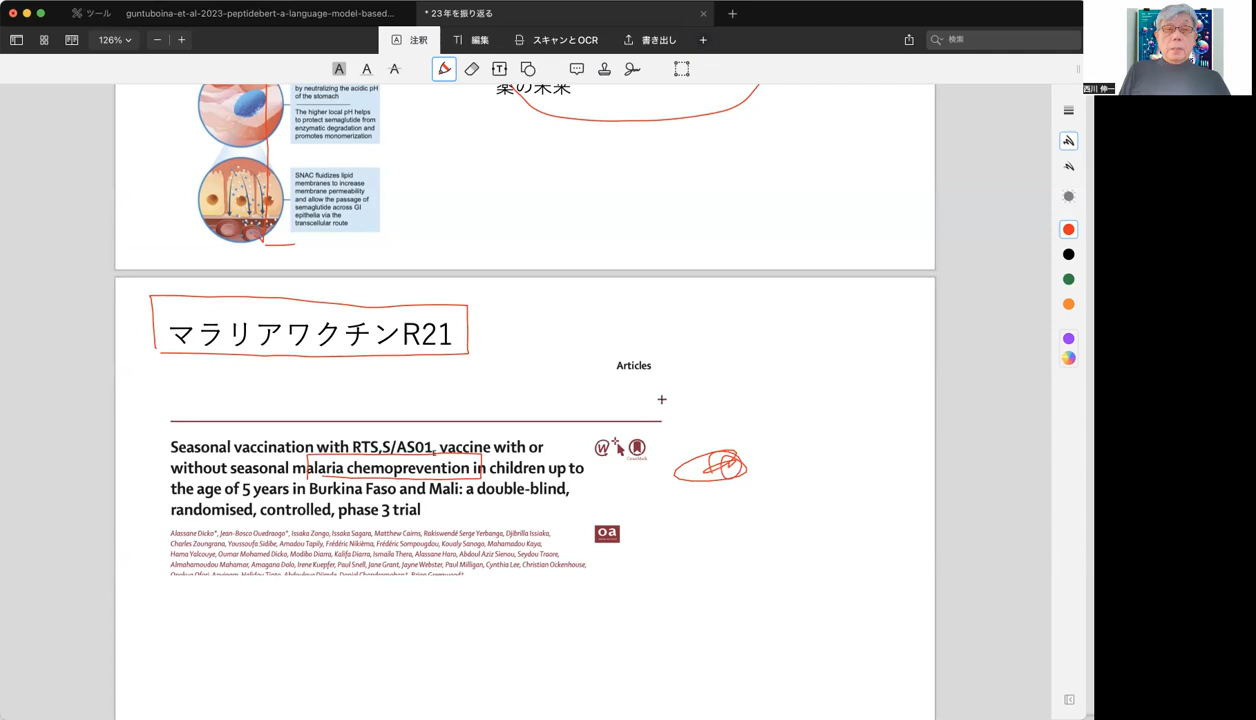 ツール
guntuboina-et-al-2023-peptidebert-a-language-model-based...
* 23年を振り返る
126%
注釈
編集
スキャンとOCR
書き出し
検索
西川 伸一
by neutralizing the acidic pH
of the stomach
The higher local pH helps
to protect semaglutide from
enzymatic degradation and
promotes monomerization
薬の未来
SNAC fluidizes lipid
membranes to increase
membrane permeability
and allow the passage of
semaglutide across GI
epithelia via the
transcellular route
マラリアワクチンR21
Articles
Seasonal vaccination with RTS,S/AS01E vaccine with or
without seasonal malaria chemoprevention in children up to
the age of 5 years in Burkina Faso and Mali: a double-blind,
randomised, controlled, phase 3 trial
oa
Alassane Dicko*, Jean-Bosco Ouedraogo*, Issaka Zongo, Issaka Sagara, Matthew Cairns, Rakiswendé Serge Yerbanga, Djibrilla Issiaka,
Charles Zoungrana, Youssoufa Sidibe, Amadou Tapily, Frédéric Nikièma, Frédéric Sompougdou, Koualy Sanogo, Mahamadou Kaya,
Hama Yalcouye, Oumar Mohamed Dicko, Modibo Diarra, Kalifa Diarra, Ismaila Thera, Alassane Haro, Abdoul Aziz Sienou, Seydou Traore,
Almahamoudou Mahamar, Amagana Dolo, Irene Kuepfer, Paul Snell, Jane Grant, Jayne Webster, Paul Milligan, Cynthia Lee, Christian Ockenhouse,